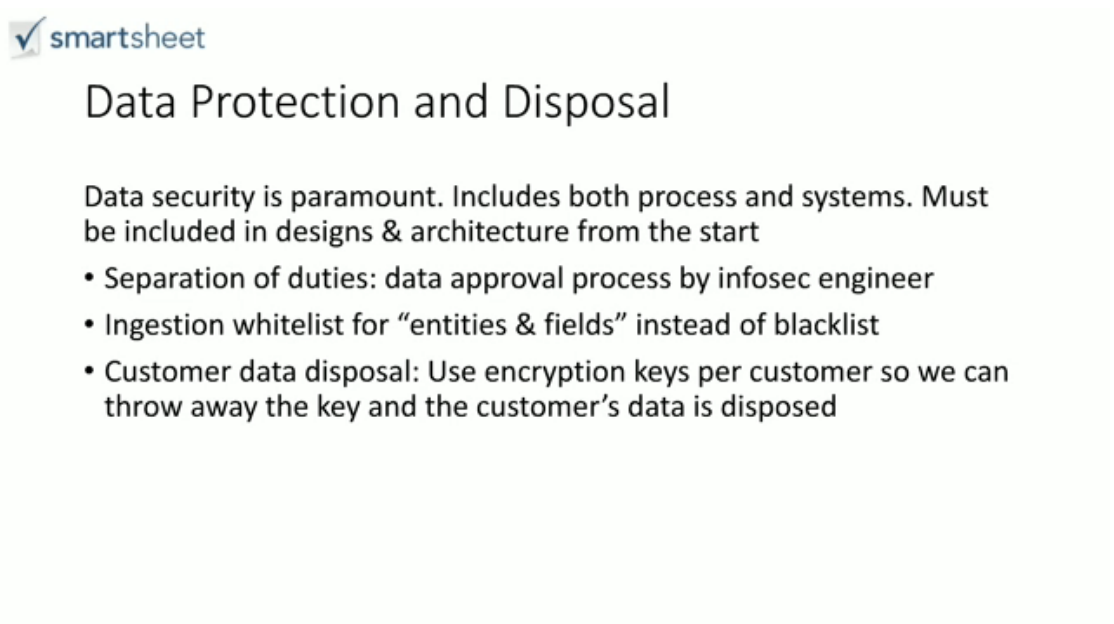 smartsheet
Data Protection and Disposal
Data security is paramount. Includes both process and systems. Must
be included in designs & architecture from the start
• Separation of duties: data approval process by infosec engineer
• Ingestion whitelist for “entities & fields” instead of blacklist
• Customer data disposal: Use encryption keys per customer so we can
throw away the key and the customer’s data is disposed